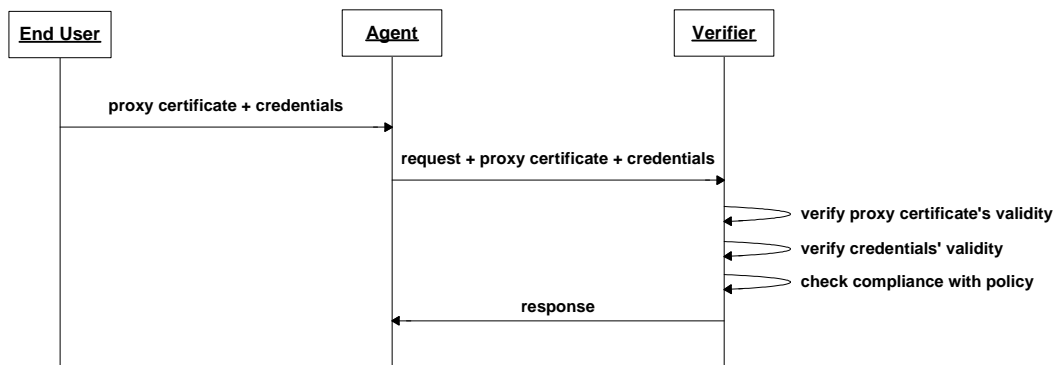 End User
Agent
Verifier
proxy certificate + credentials
request + proxy certificate + credentials
verify proxy certificate's validity
verify credentials' validity
check compliance with policy
response